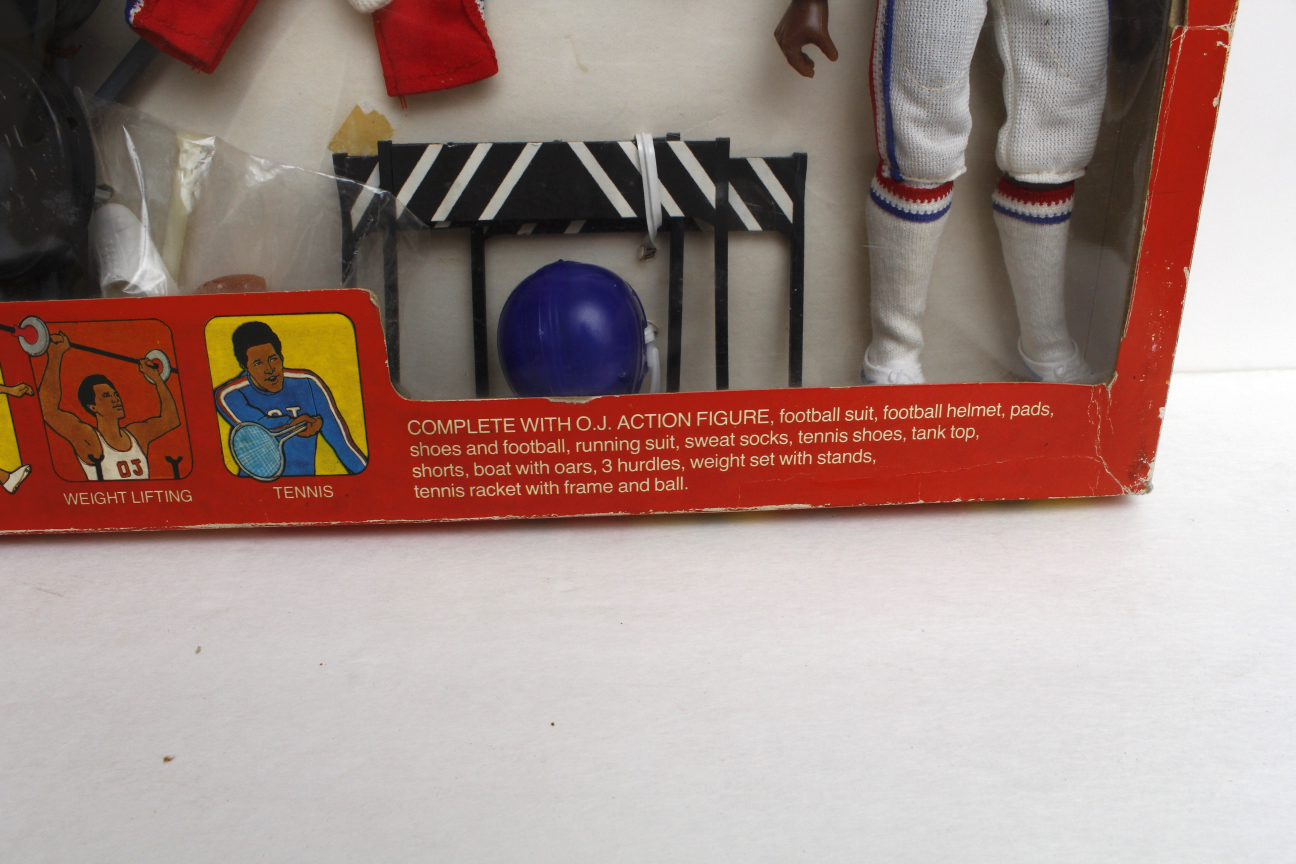 COMPLETE WITH O.J. ACTION FIGURE, football suit, football helmet, pads,
shoes and football, running suit, sweat socks, tennis shoes, tank top,
shorts, boat with oars, 3 hurdles, weight set with stands,
tennis racket with frame and ball.
WEIGHT LIFTING
TENNIS
OJ